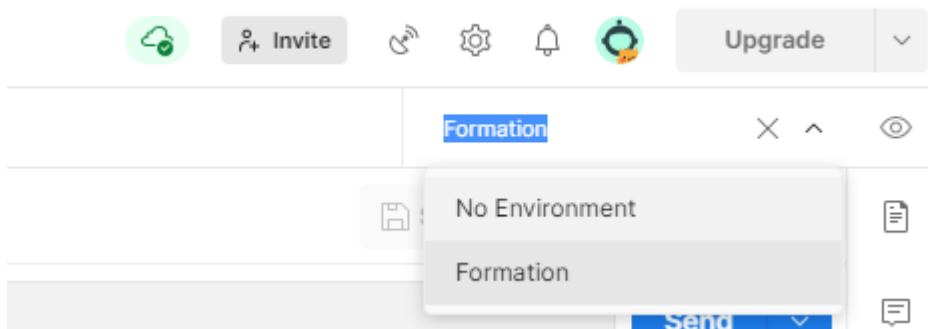 Invite
Upgrade
Formation
No Environment
Formation
Send